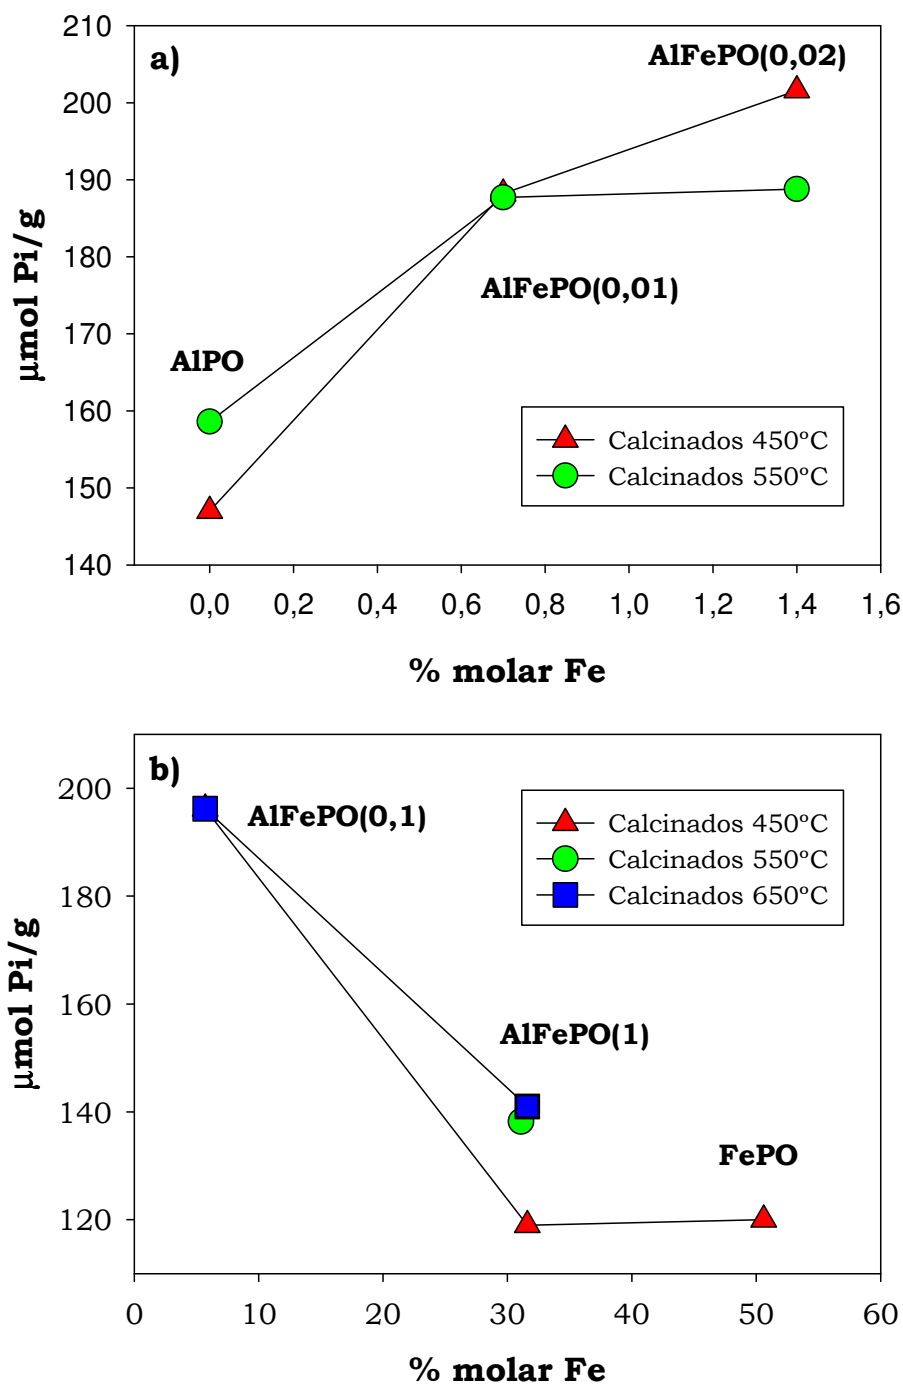 a)
AlFePO(0,02)
AlFePO(0,01)
AlPO
Calcinados 450ºC
Calcinados 550ºC
µmol Pi/g
210
200
190
180
170
160
150
140
0,0 0,2 0,4 0,6 0,8 1,0 1,2 1,4 1,6
% molar Fe
b)
AlFePO(0,1)
Calcinados 450ºC
Calcinados 550ºC
Calcinados 650ºC
AlFePO(1)
FePO
µmol Pi/g
200
180
160
140
120
0 10 20 30 40 50 60
% molar Fe